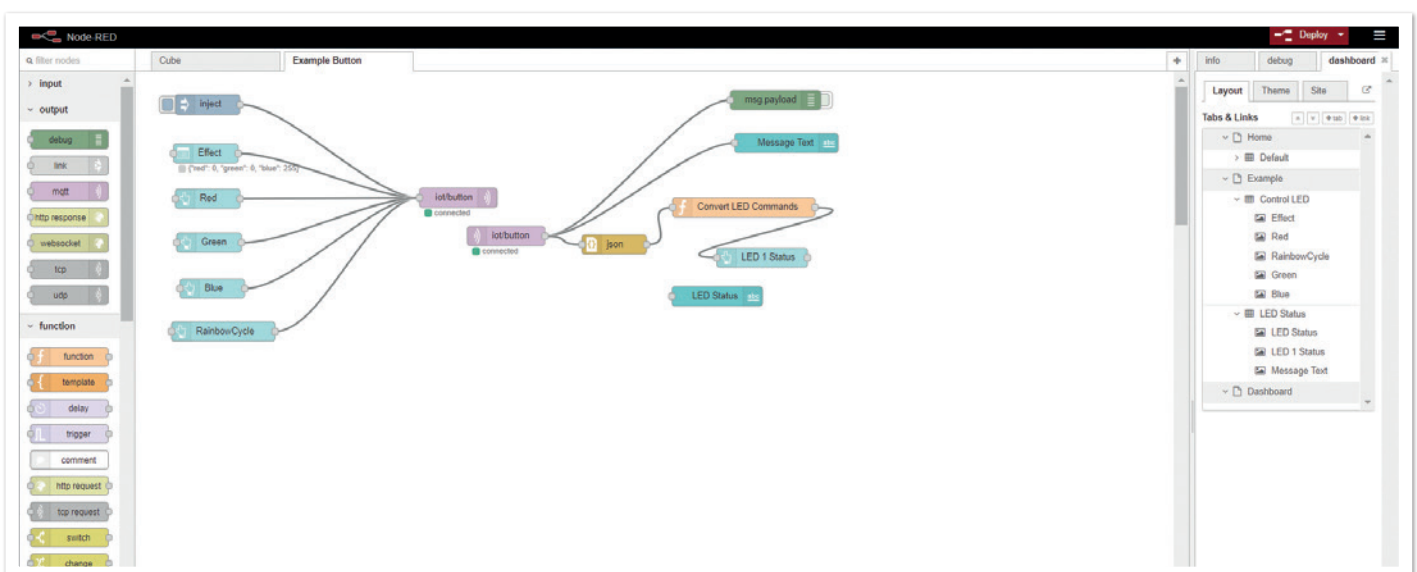 Node-RED
Deploy
filter nodes
Cube
Example Button
info
debug
dashboard
input
output
debug
link
mqtt
http response
websocket
tcp
udp
function
function
template
delay
trigger
comment
http request
tcp request
switch
change
inject
Effect
{"red": 0, "green": 0, "blue": 255}
Red
Green
Blue
RainbowCycle
iot/button
connected
iot/button
connected
msg.payload
Message Text abc
Convert LED Commands
json
LED 1 Status
LED Status abc
Layout
Theme
Site
Tabs & Links
tab
link
Home
Default
Example
Control LED
Effect
Red
RainbowCycle
Green
Blue
LED Status
LED Status
LED 1 Status
Message Text
Dashboard